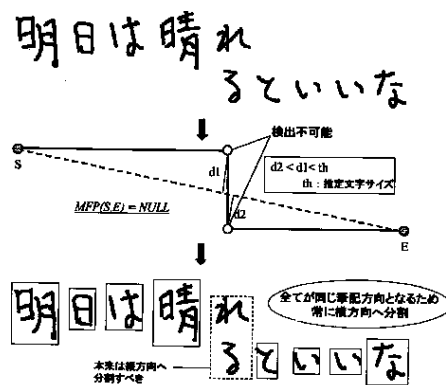 明日は晴れ
るといいな
検出不可能
d1
d2 < d1 < th
th：推定文字サイズ
S
MFP(S,E) = NULL
d2
E
明日は晴れ
全てが同じ筆記方向となるため
常に横方向へ分割
るといいな
本来は縦方向へ
分割すべき